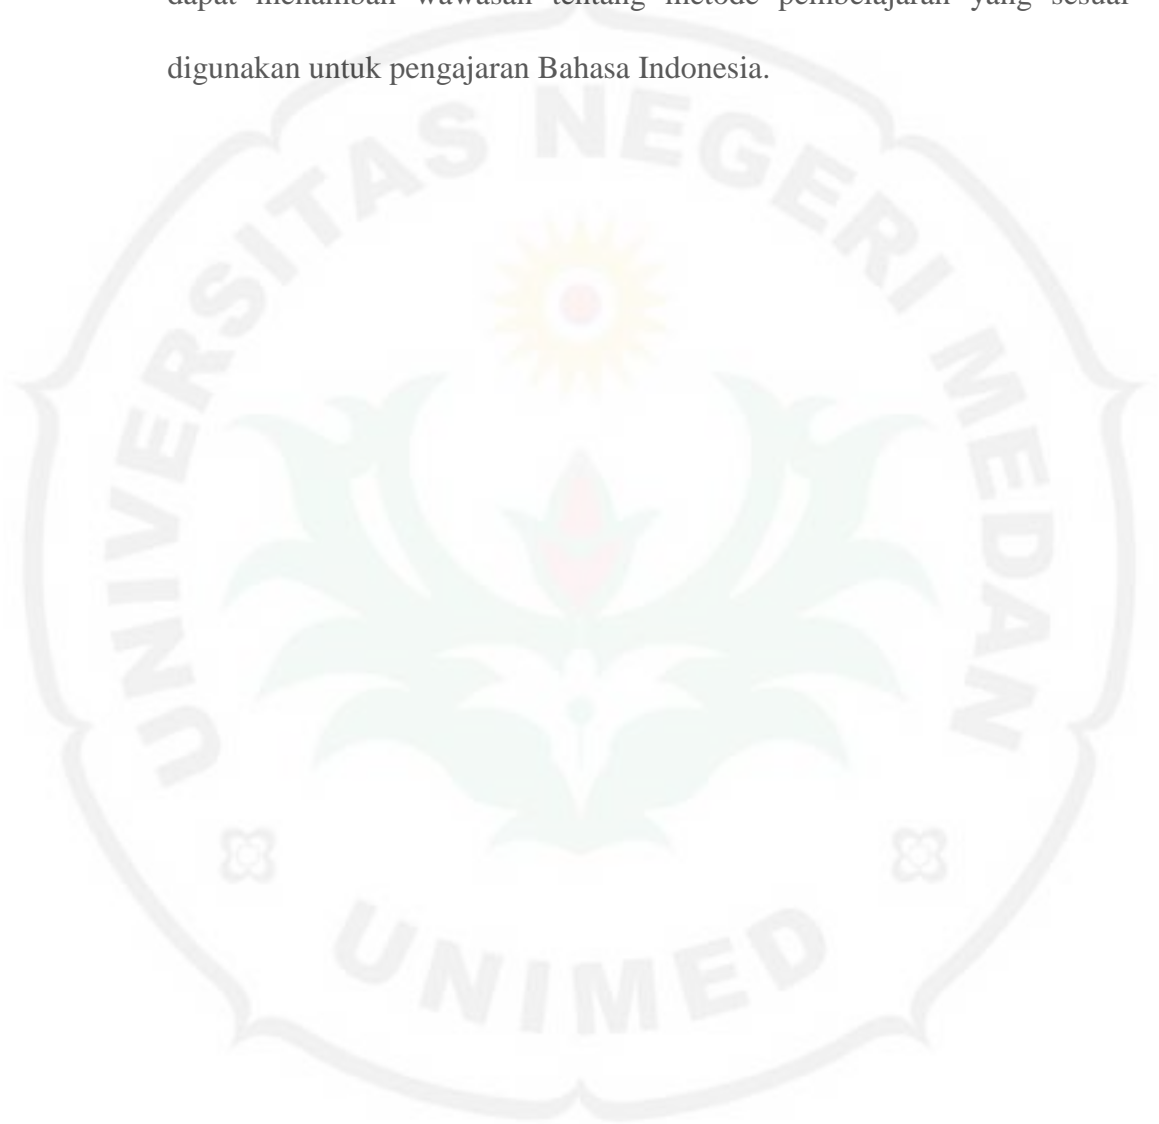 dapat menambah wawasan tentang metode pembelajaran yang sesuai
digunakan untuk pengajaran Bahasa Indonesia.
UNIVERSITAS NEGERI MEDAN
UNIMED